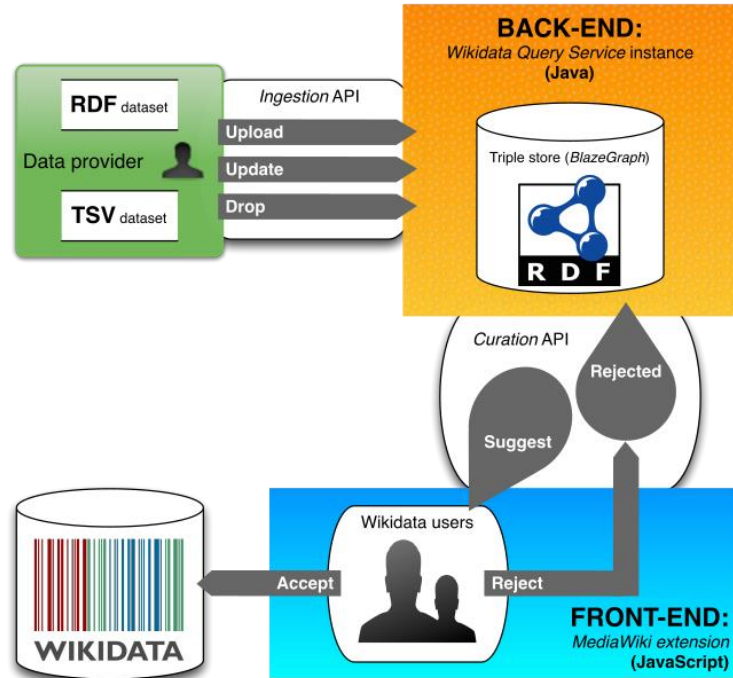 RDF dataset
Data provider
TSV dataset
Ingestion API
Upload
Update
Drop
BACK-END:
Wikidata Query Service instance
(Java)
Triple store (BlazeGraph)
RDF
Curation API
Rejected
Suggest
Wikidata users
Accept
Reject
WIKIDATA
FRONT-END:
MediaWiki extension
(JavaScript)